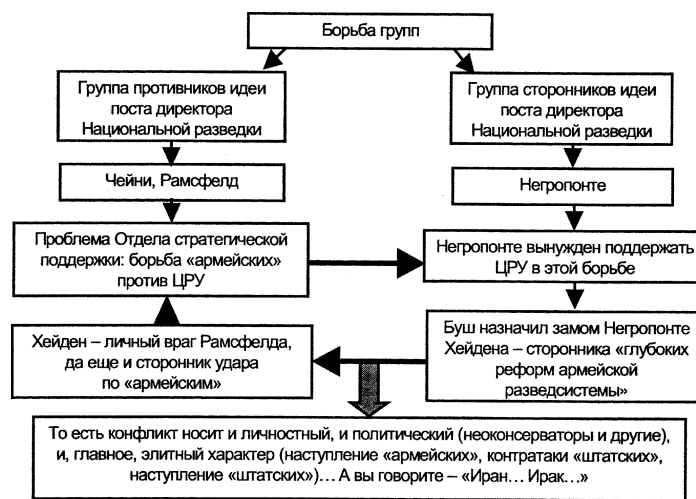 Борьба групп
Группа противников идеи
поста директора
Национальной разведки
Группа сторонников идеи
поста директора
Национальной разведки
Чейни, Рамсфелд
Негропонте
Проблема Отдела стратегической
поддержки: борьба «армейских»
против ЦРУ
Негропонте вынужден поддержать
ЦРУ в этой борьбе
Хейден – личный враг Рамсфелда,
да еще и сторонник удара
по «армейским»
Буш назначил замом Негропонте
Хейдена – сторонника «глубоких
реформ армейской
разведсистемы»
То есть конфликт носит и личностный, и политический (неоконсерваторы и другие),
и, главное, элитный характер (наступление «армейских», контратаки «штатских»,
наступление «штатских»)... А вы говорите – «Иран... Ирак...»